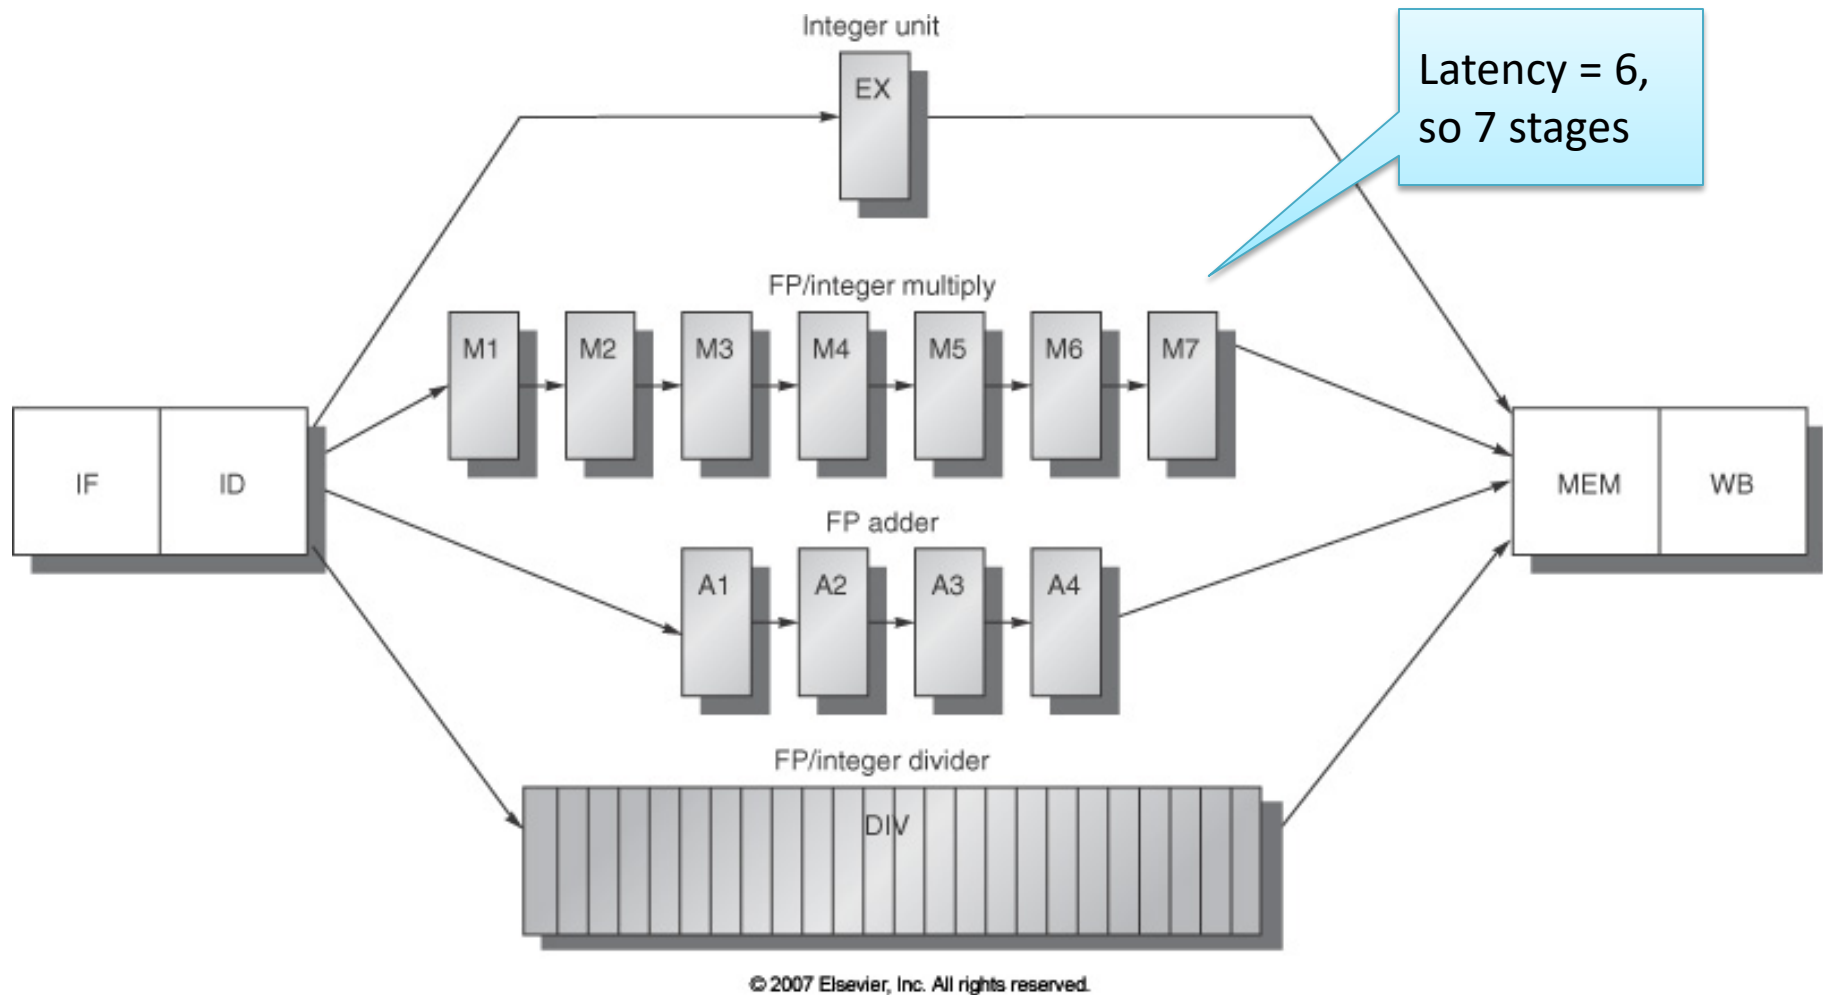 Integer unit
EX
Latency = 6,
so 7 stages
FP/integer multiply
M1 M2 M3 M4 M5 M6 M7
IF ID
MEM WB
FP adder
A1 A2 A3 A4
FP/integer divider
DIV
© 2007 Elsevier, Inc. All rights reserved.